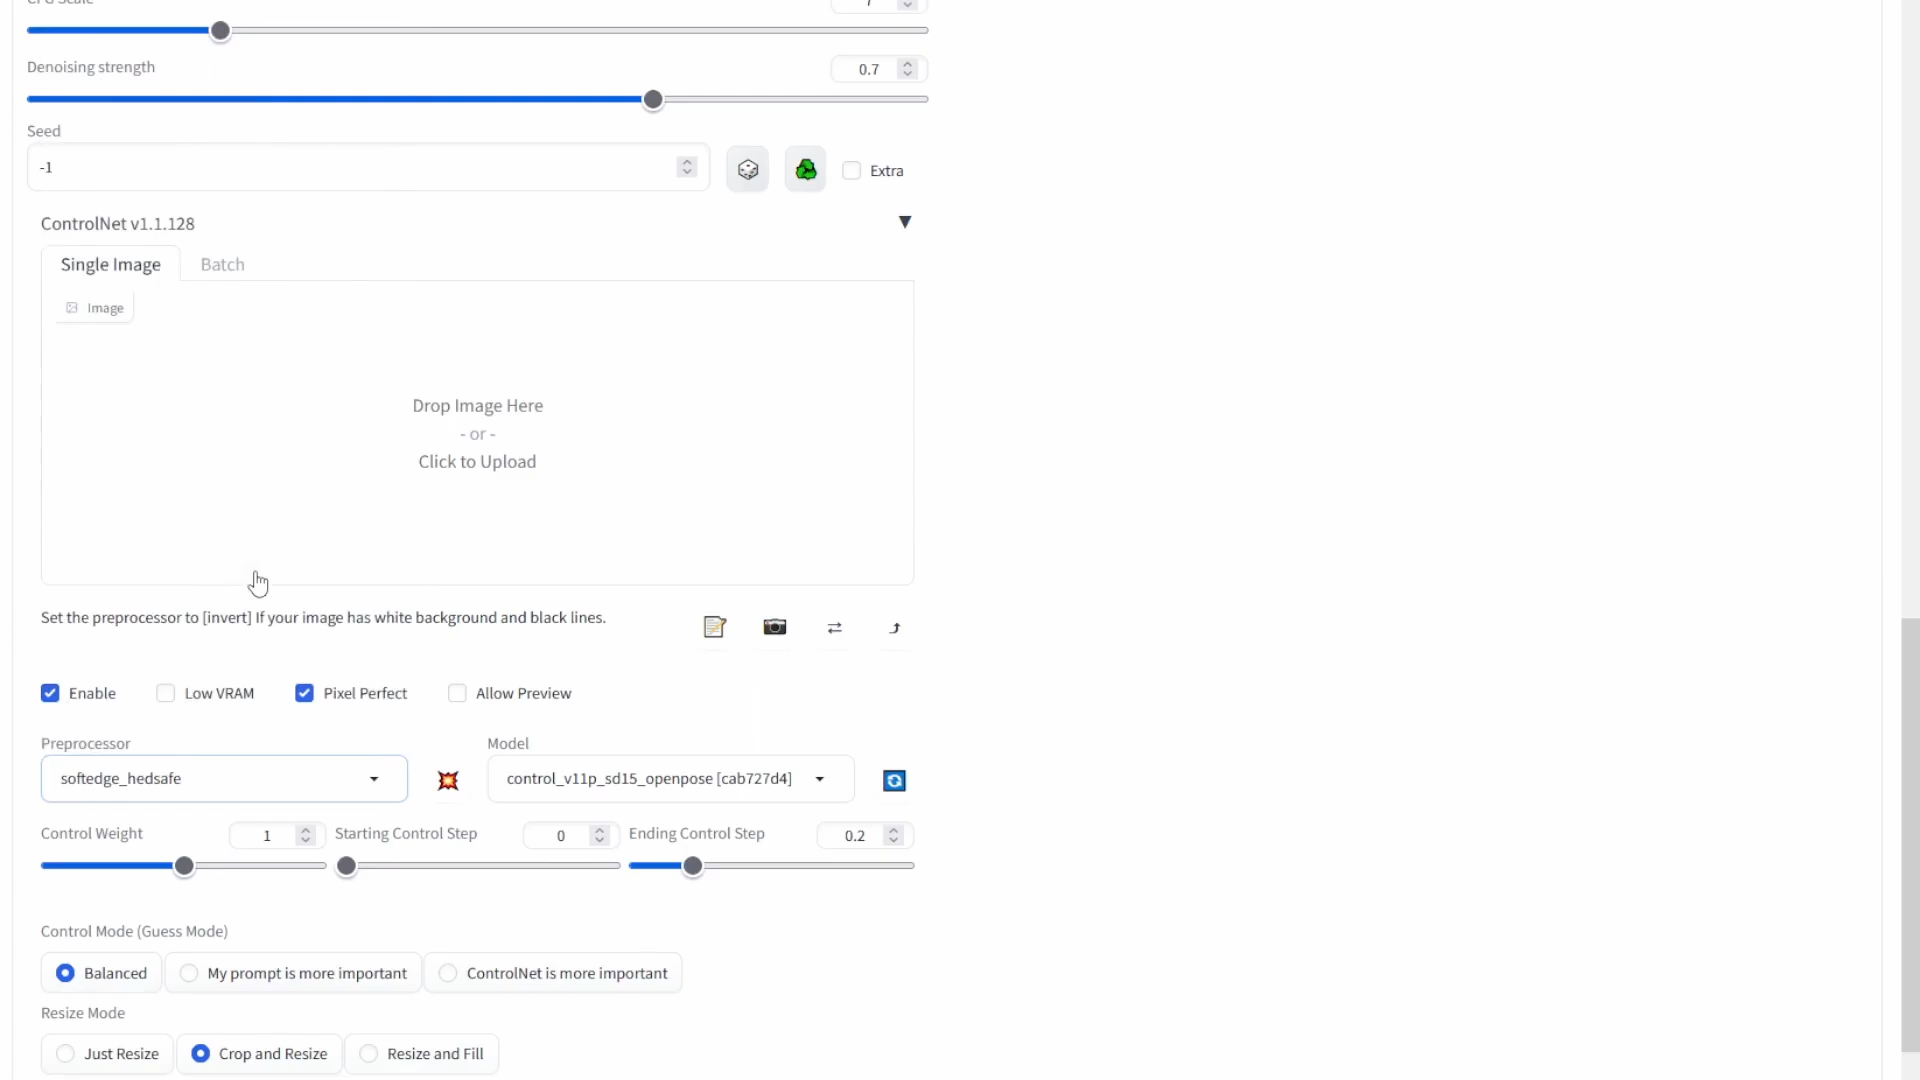 7
Denoising strength
0.7
Seed
-1
Extra
ControlNet v1.1.128
Single Image
Batch
Image
Drop Image Here
- or -
Click to Upload
Set the preprocessor to [invert] If your image has white background and black lines.
Enable
Low VRAM
Pixel Perfect
Allow Preview
Preprocessor
Model
softedge_hedsafe
control_v11p_sd15_openpose [cab727d4]
Control Weight
1
Starting Control Step
0
Ending Control Step
0.2
Control Mode (Guess Mode)
Balanced
My prompt is more important
ControlNet is more important
Resize Mode
Just Resize
Crop and Resize
Resize and Fill